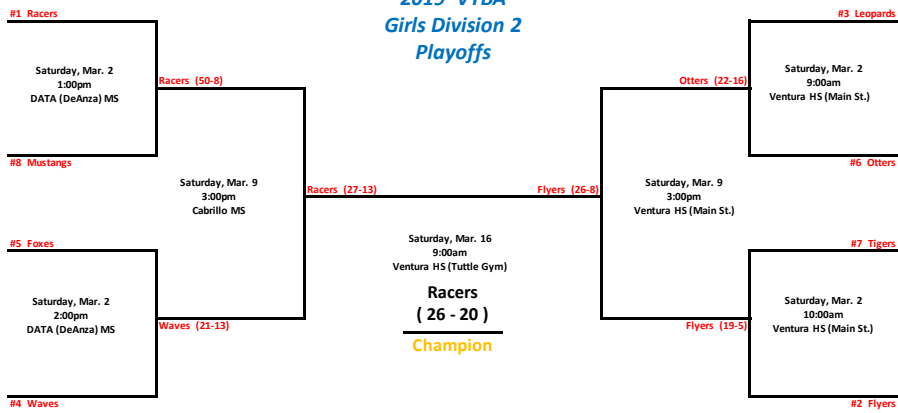 2019 VYBA
Girls Division 2
Playoffs
#1 Racers
Saturday, Mar. 2
1:00pm
DATA (DeAnza) MS
#8 Mustangs
Racers (50-8)
Saturday, Mar. 9
3:00pm
Cabrillo MS
#5 Foxes
Saturday, Mar. 2
2:00pm
DATA (DeAnza) MS
#4 Waves
Waves (21-13)
Racers (27-13)
Saturday, Mar. 16
9:00am
Ventura HS (Tuttle Gym)
Racers
( 26 - 20 )
Champion
Flyers (26-8)
#3 Leopards
Saturday, Mar. 2
9:00am
Ventura HS (Main St.)
#6 Otters
Otters (22-16)
Saturday, Mar. 9
3:00pm
Ventura HS (Main St.)
#7 Tigers
Saturday, Mar. 2
10:00am
Ventura HS (Main St.)
#2 Flyers
Flyers (19-5)